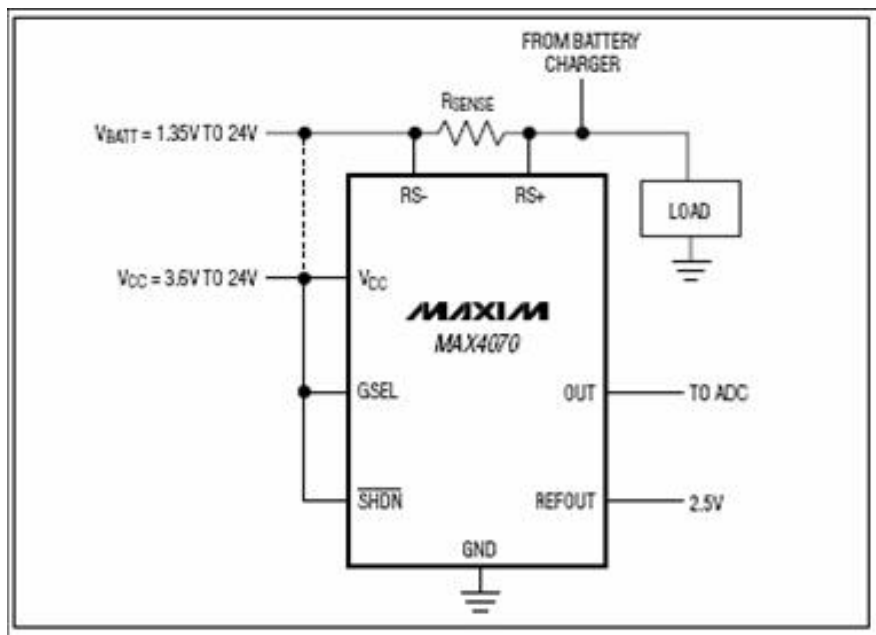 FROM BATTERY
CHARGER
RSENSE
VBATT = 1.35V TO 24V
RS-
RS+
LOAD
VCC = 3.6V TO 24V
VCC
MAXIM
MAX4070
GSEL
OUT
TO ADC
SHDN
REFOUT
2.5V
GND